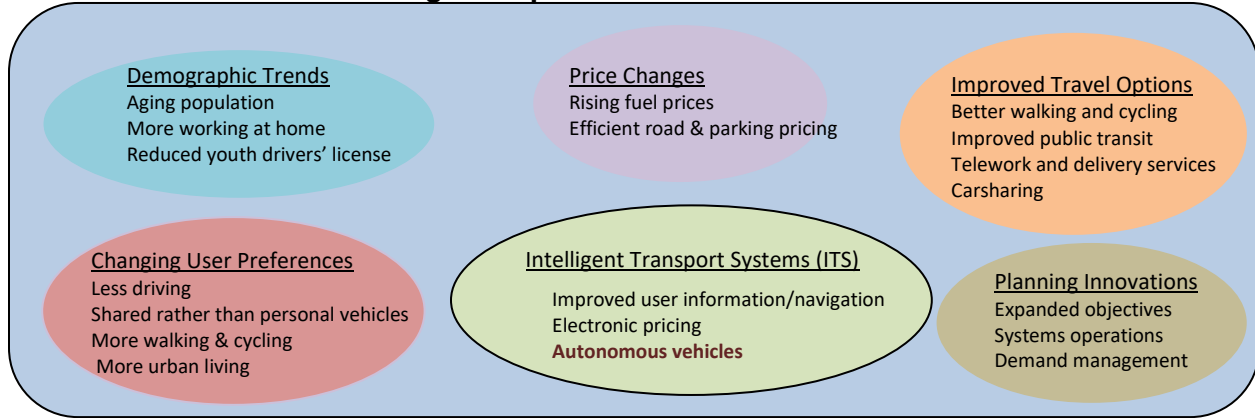 Demographic Trends
Aging population
More working at home
Reduced youth drivers’ license
Price Changes
Rising fuel prices
Efficient road & parking pricing
Improved Travel Options
Better walking and cycling
Improved public transit
Telework and delivery services
Carsharing
Changing User Preferences
Less driving
Shared rather than personal vehicles
More walking & cycling
More urban living
Intelligent Transport Systems (ITS)
Improved user information/navigation
Electronic pricing
Autonomous vehicles
Planning Innovations
Expanded objectives
Systems operations
Demand management